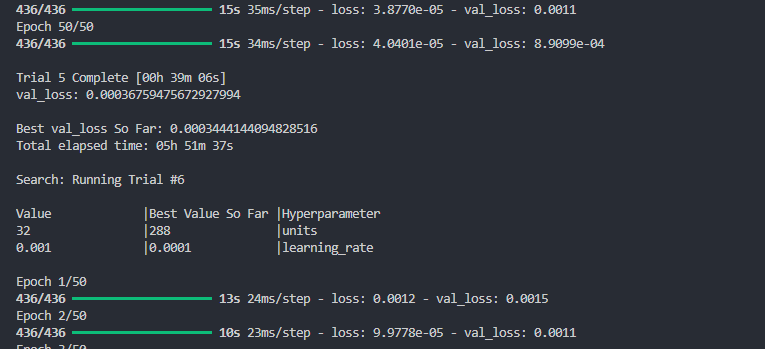 436/436 15s 35ms/step - loss: 3.8770e-05 - val_loss: 0.0011
Epoch 50/50
436/436 15s 34ms/step - loss: 4.0401e-05 - val_loss: 8.9099e-04
Trial 5 Complete [00h 39m 06s]
val_loss: 0.00036759475672927994
Best val_loss So Far: 0.0003444144094828516
Total elapsed time: 05h 51m 37s
Search: Running Trial #6
Value |Best Value So Far |Hyperparameter
32 |288 |units
0.001 |0.0001 |learning_rate
Epoch 1/50
436/436 13s 24ms/step - loss: 0.0012 - val_loss: 0.0015
Epoch 2/50
436/436 10s 23ms/step - loss: 9.9778e-05 - val_loss: 0.0011
Epoch 3/50